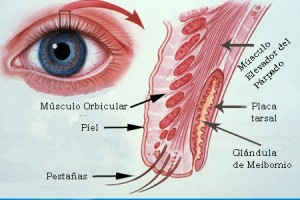 Músculo
Elevador del
Párpado
Músculo Orbicular
Piel
Placa
tarsal
Glándula
de Meibomio
Pestañas